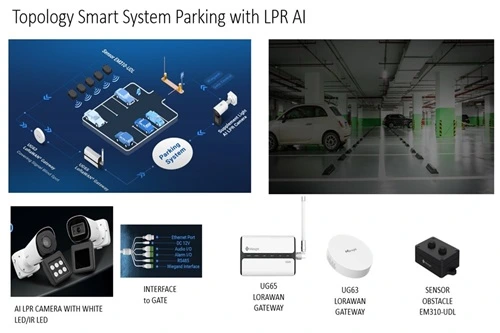 Topology Smart System Parking with LPR AI
Sensor EM310-UDL
Supplement Light
AI LPR Camera
UG63
LoRaWAN® Gateway
UG65
LoRaWAN® Gateway
Parking
System
Ethernet Port
DC 12V
Audio I/O
Alarm I/O
RS485
Wiegand Interface
AI LPR CAMERA WITH WHITE
LED/IR LED
INTERFACE
to GATE
UG65
LORAWAN
GATEWAY
UG63
LORAWAN
GATEWAY
SENSOR
OBSTACLE
EM310-UDL